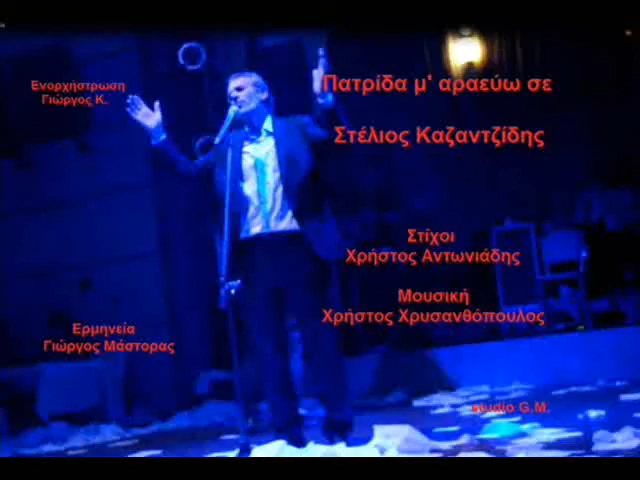 Ενορχήστρωση
Γιώργος Κ.
Πατρίδα μ' αραεύω σε
Στέλιος Καζαντζίδης
Στίχοι
Χρήστος Αντωνιάδης
Μουσική
Χρήστος Χρυσανθόπουλος
Ερμηνεία
Γιώργος Μάστορας
studio G.M.